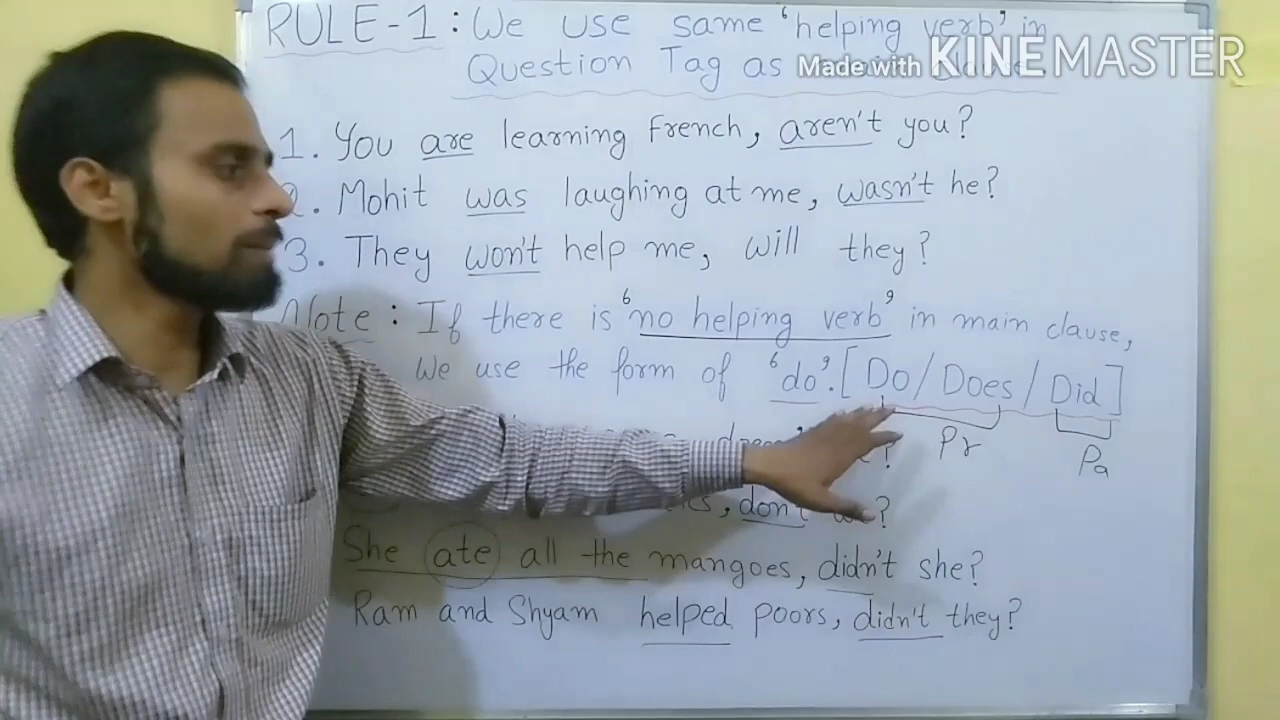 RULE-1 : We use same 'helping verb' in
Question Tag as
Made with KINEMASTER
1. You are learning French, aren't you?
2. Mohit was laughing at me, wasn't he?
3. They won't help me, will they?
Note : If there is 'no helping verb' in main clause,
We use the form of 'do'. [Do/Does/Did]
Pr
Pa
?
, don't ?
She ate all the mangoes, didn't she?
Ram and Shyam helped poors, didn't they?